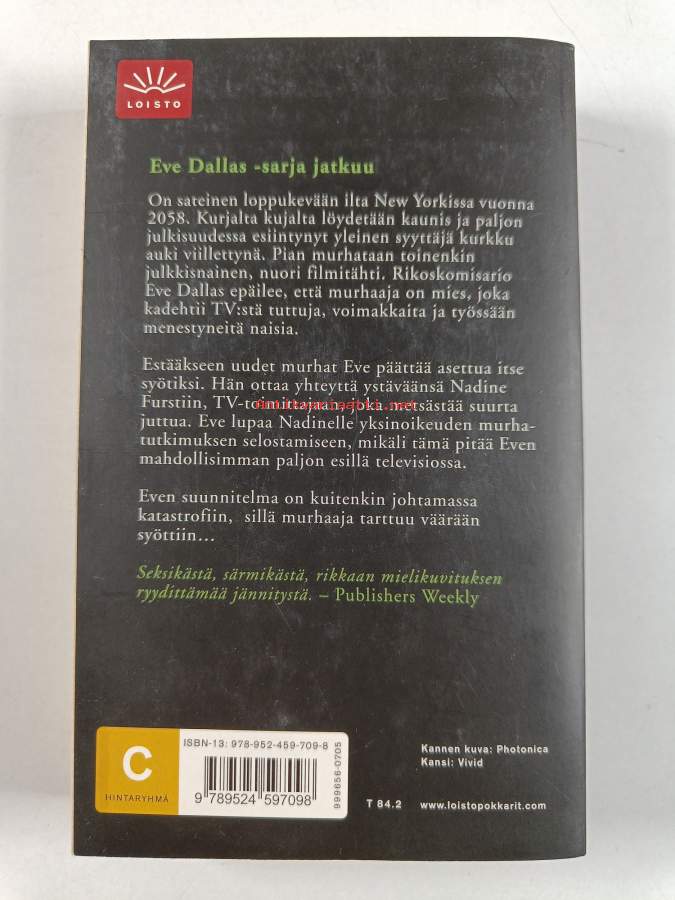 LOISTO
Eve Dallas -sarja jatkuu
On sateinen loppukevään ilta New Yorkissa vuonna
2058. Kurjalta kujalta löydetään kaunis ja paljon
julkisuudessa esiintynyt yleinen syyttäjä kurkku
auki viillettynä. Pian murhataan toinenkin
julkkisnainen, nuori filmitähti. Rikoskomisario
Eve Dallas epäilee, että murhaaja on mies, joka
kadehtii TV:stä tuttuja, voimakkaita ja työssään
menestyneitä naisia.
Estääkseen uudet murhat Eve päättää asettua itse
syötiksi. Hän ottaa yhteyttä ystäväänsä Nadine
Furstiin, TV-toimittajaan, joka metsästää suurta
juttua. Eve lupaa Nadinelle yksinoikeuden murha-
tutkimuksen selostamiseen, mikäli tämä pitää Even
mahdollisimman paljon esillä televisiossa.
Even suunnitelma on kuitenkin johtamassa
katastrofiin, sillä murhaaja tarttuu väärään
syöttiin...
Seksikästä, särmikästä, rikkaan mielikuvituksen
ryydittämää jännitystä. – Publishers Weekly
C
HINTARYHMÄ
ISBN-13: 978-952-459-709-8
9 789524 597098
999656-0705
Kannen kuva: Photonica
Kansi: Vivid
T 84.2
www.loistopokkarit.com